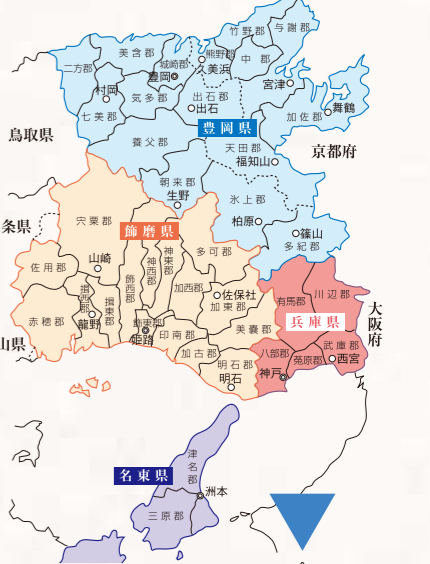 竹野郡
与謝郡
美含郡
城崎郡
熊野郡
二方郡
豊岡
久美浜
中郡
村岡
気多郡
出石郡
出石
宮津
舞鶴
加佐郡
七美郡
鳥取県
豊岡県
養父郡
天田郡
福知山
京都府
朝来郡
生野
氷上郡
柏原
篠山
多紀郡
条県
宍粟郡
飾磨県
神東郡
多可郡
佐用郡
山崎
神西郡
飾西郡
加西郡
佐保社
加東郡
有馬郡
川辺郡
大阪府
揖西郡
揖東郡
赤穂郡
龍野
飾東郡
姫路
印南郡
美嚢郡
兵庫県
山県
加古郡
明石郡
明石
八部郡
神戸
菟原郡
武庫郡
西宮
津名郡
名東県
洲本
三原郡